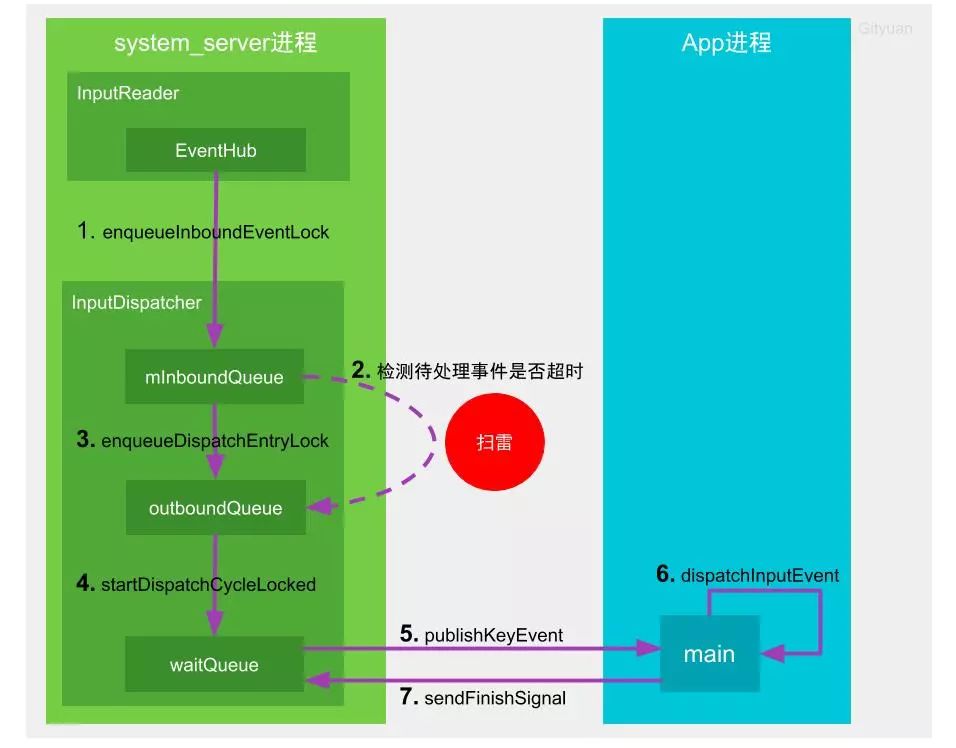 system_server进程
App进程
Gityuan
InputReader
EventHub
1. enqueueInboundEventLock
InputDispatcher
mInboundQueue
2. 检测待处理事件是否超时
3. enqueueDispatchEntryLock
扫雷
outboundQueue
4. startDispatchCycleLocked
6. dispatchInputEvent
5. publishKeyEvent
waitQueue
main
7. sendFinishSignal